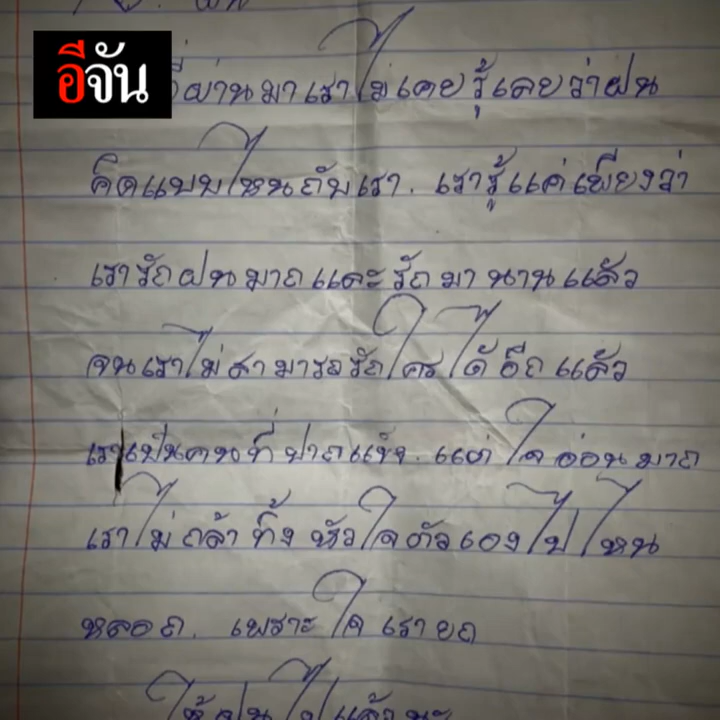 อีจัน
ที่ผ่านมาเราไม่เคยรู้เลยว่าฝน
คิดแบบไหนกับเรา. เรารู้แค่เพียงว่า
เรารักฝนมากและรักมานานแล้ว
จนเราไม่สามารถรักใครได้อีกแล้ว
เราเป็นคนที่ปากแข็ง. แต่ใจอ่อนมาก
เราไม่กล้าทิ้งหัวใจตัวเองไปไหน
หลอก. เพราะใจเรายก
ให้ฝนไปแล้วนะ